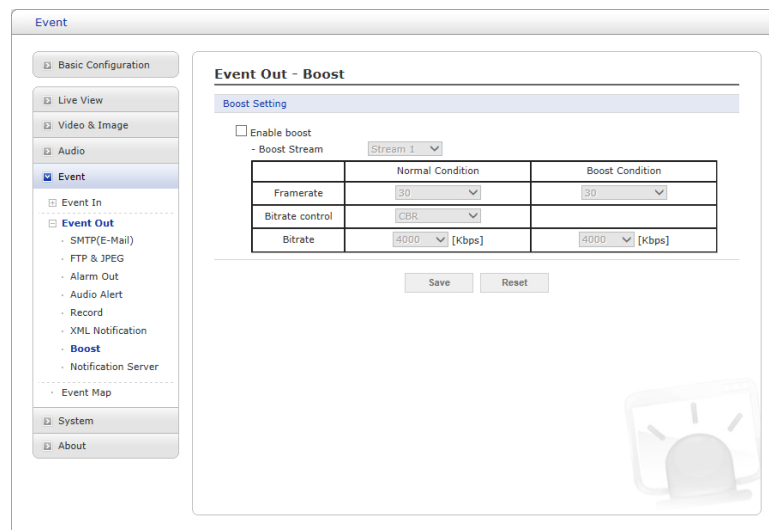 Event
Basic Configuration
Live View
Video & Image
Audio
Event
Event In
Event Out
· SMTP(E-Mail)
· FTP & JPEG
· Alarm Out
· Audio Alert
· Record
· XML Notification
· Boost
· Notification Server
· Event Map
System
About
Event Out - Boost
Boost Setting
Enable boost
- Boost Stream Stream 1
Normal Condition Boost Condition
Framerate 30 30
Bitrate control CBR
Bitrate 4000 [Kbps] 4000 [Kbps]
Save Reset